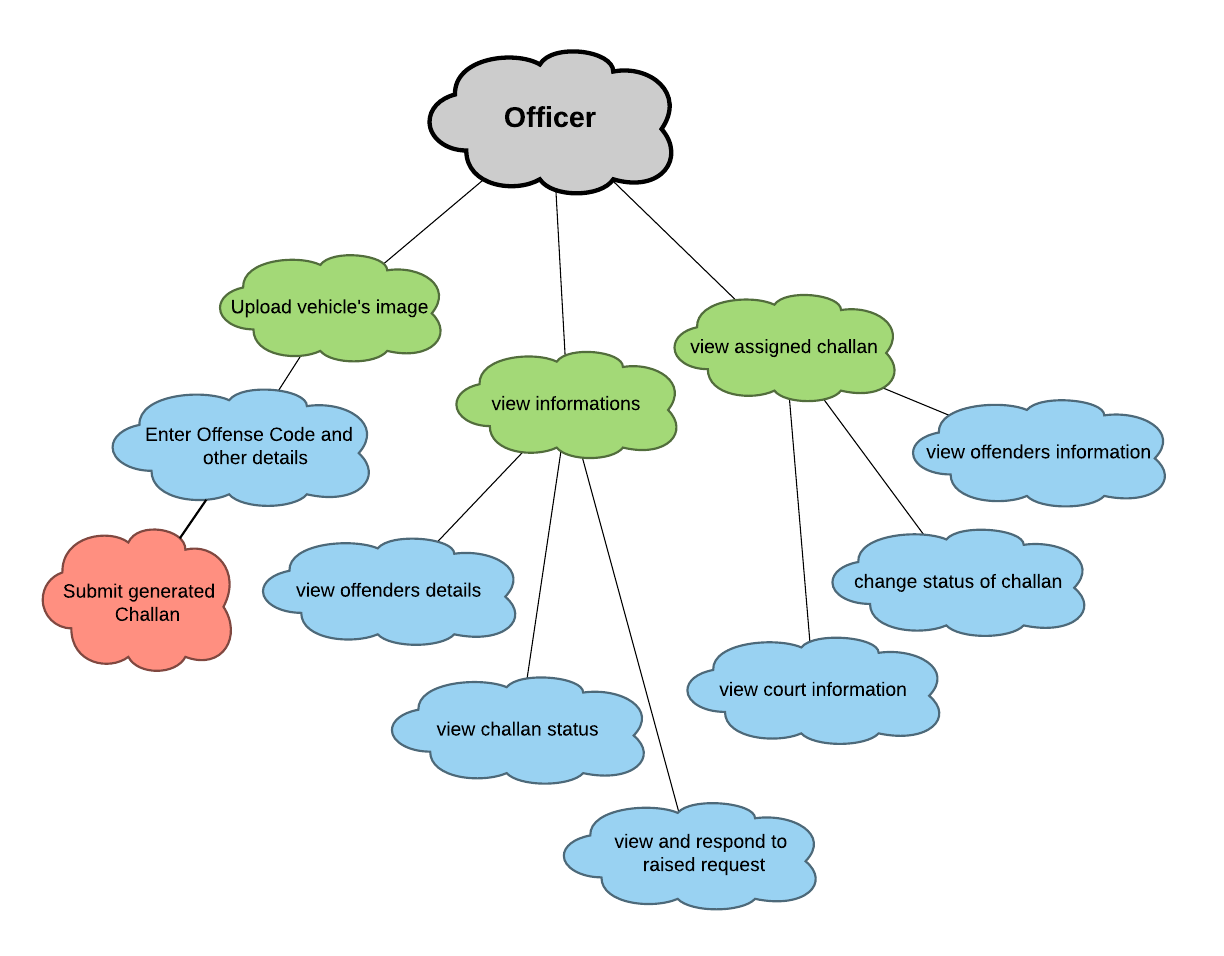 Officer
Upload vehicle's image
view assigned challan
view informations
Enter Offense Code and
other details
view offenders information
Submit generated
Challan
view offenders details
change status of challan
view court information
view challan status
view and respond to
raised request